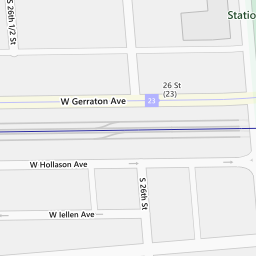 S 26th 1/2 St
Statio
W Gerraton Ave
23
26 St
(23)
W Hollason Ave
S 26th St
W Iellen Ave